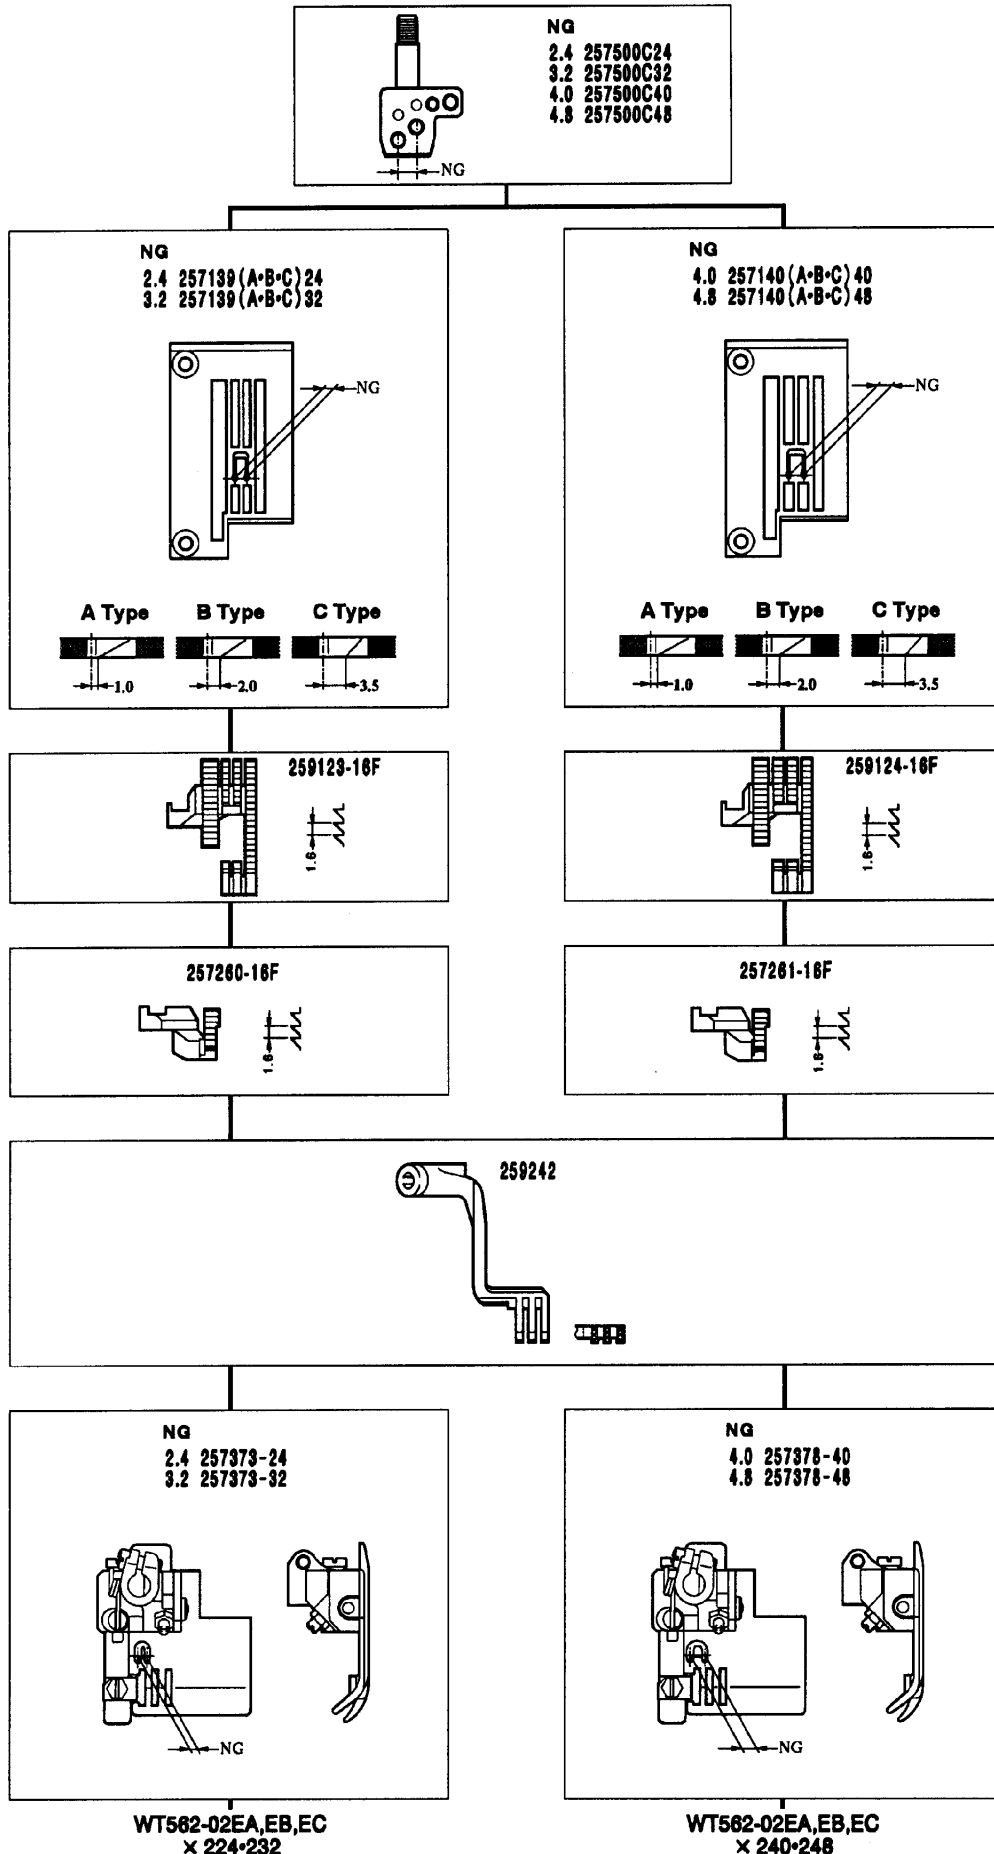 NG
2.4 257500C24
3.2 257500C32
4.0 257500C40
4.8 257500C48
NG
NG
2.4 257139(A•B•C)24
3.2 257139(A•B•C)32
NG
A Type B Type C Type
1.0 2.0 3.5
NG
4.0 257140(A•B•C)40
4.8 257140(A•B•C)48
NG
A Type B Type C Type
1.0 2.0 3.5
259123-16F
1.6
259124-16F
1.6
257260-16F
1.6
257261-16F
1.6
259242
NG
2.4 257373-24
3.2 257373-32
NG
NG
4.0 257378-40
4.8 257378-48
NG
WT562-02EA,EB,EC
× 224•232
WT562-02EA,EB,EC
× 240•248